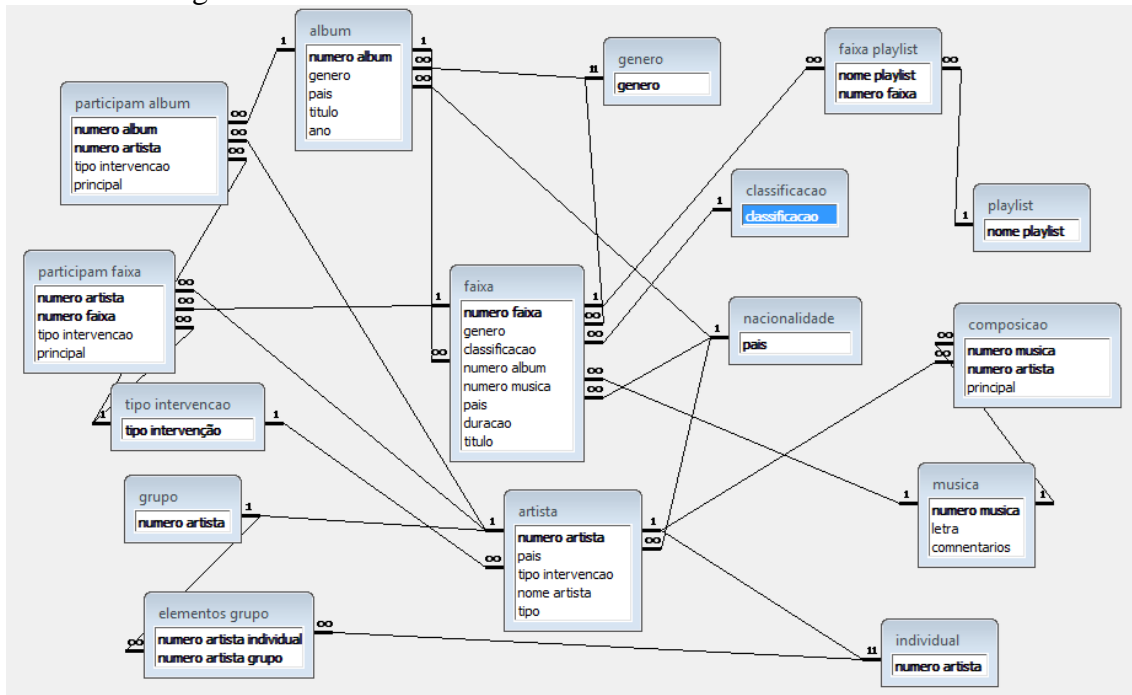 album
numero album
genero
pais
titulo
ano
genero
genero
faixa playlist
nome playlist
numero faixa
participam album
numero album
numero artista
tipo intervencao
principal
classificacao
classificacao
playlist
nome playlist
participam faixa
numero artista
numero faixa
tipo intervencao
principal
faixa
numero faixa
genero
classificacao
numero album
numero musica
pais
duracao
titulo
nacionalidade
pais
composicao
numero musica
numero artista
principal
tipo intervencao
tipo intervenção
grupo
numero artista
artista
numero artista
pais
tipo intervencao
nome artista
tipo
musica
numero musica
letra
commentarios
elementos grupo
numero artista individual
numero artista grupo
individual
numero artista